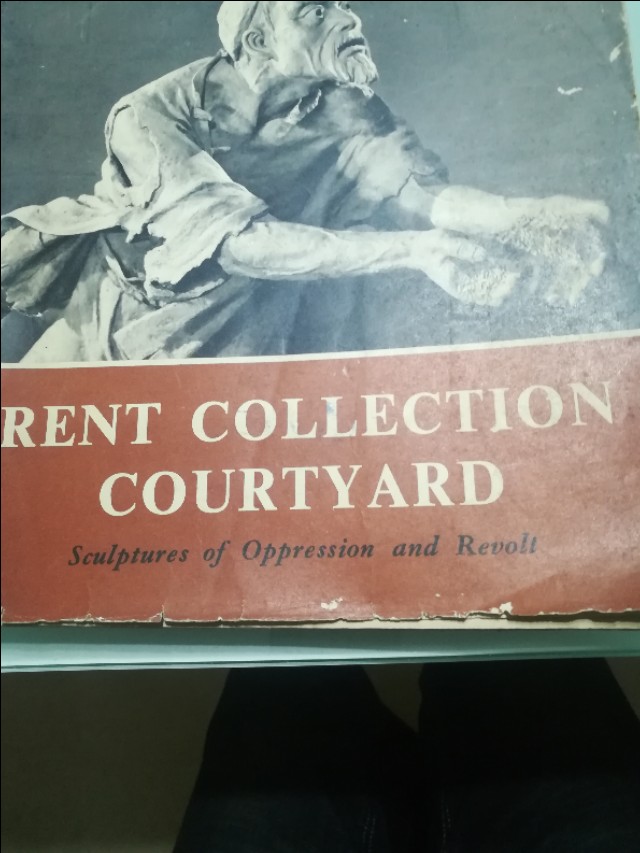 RENT COLLECTION
COURTYARD
Sculptures of Oppression and Revolt